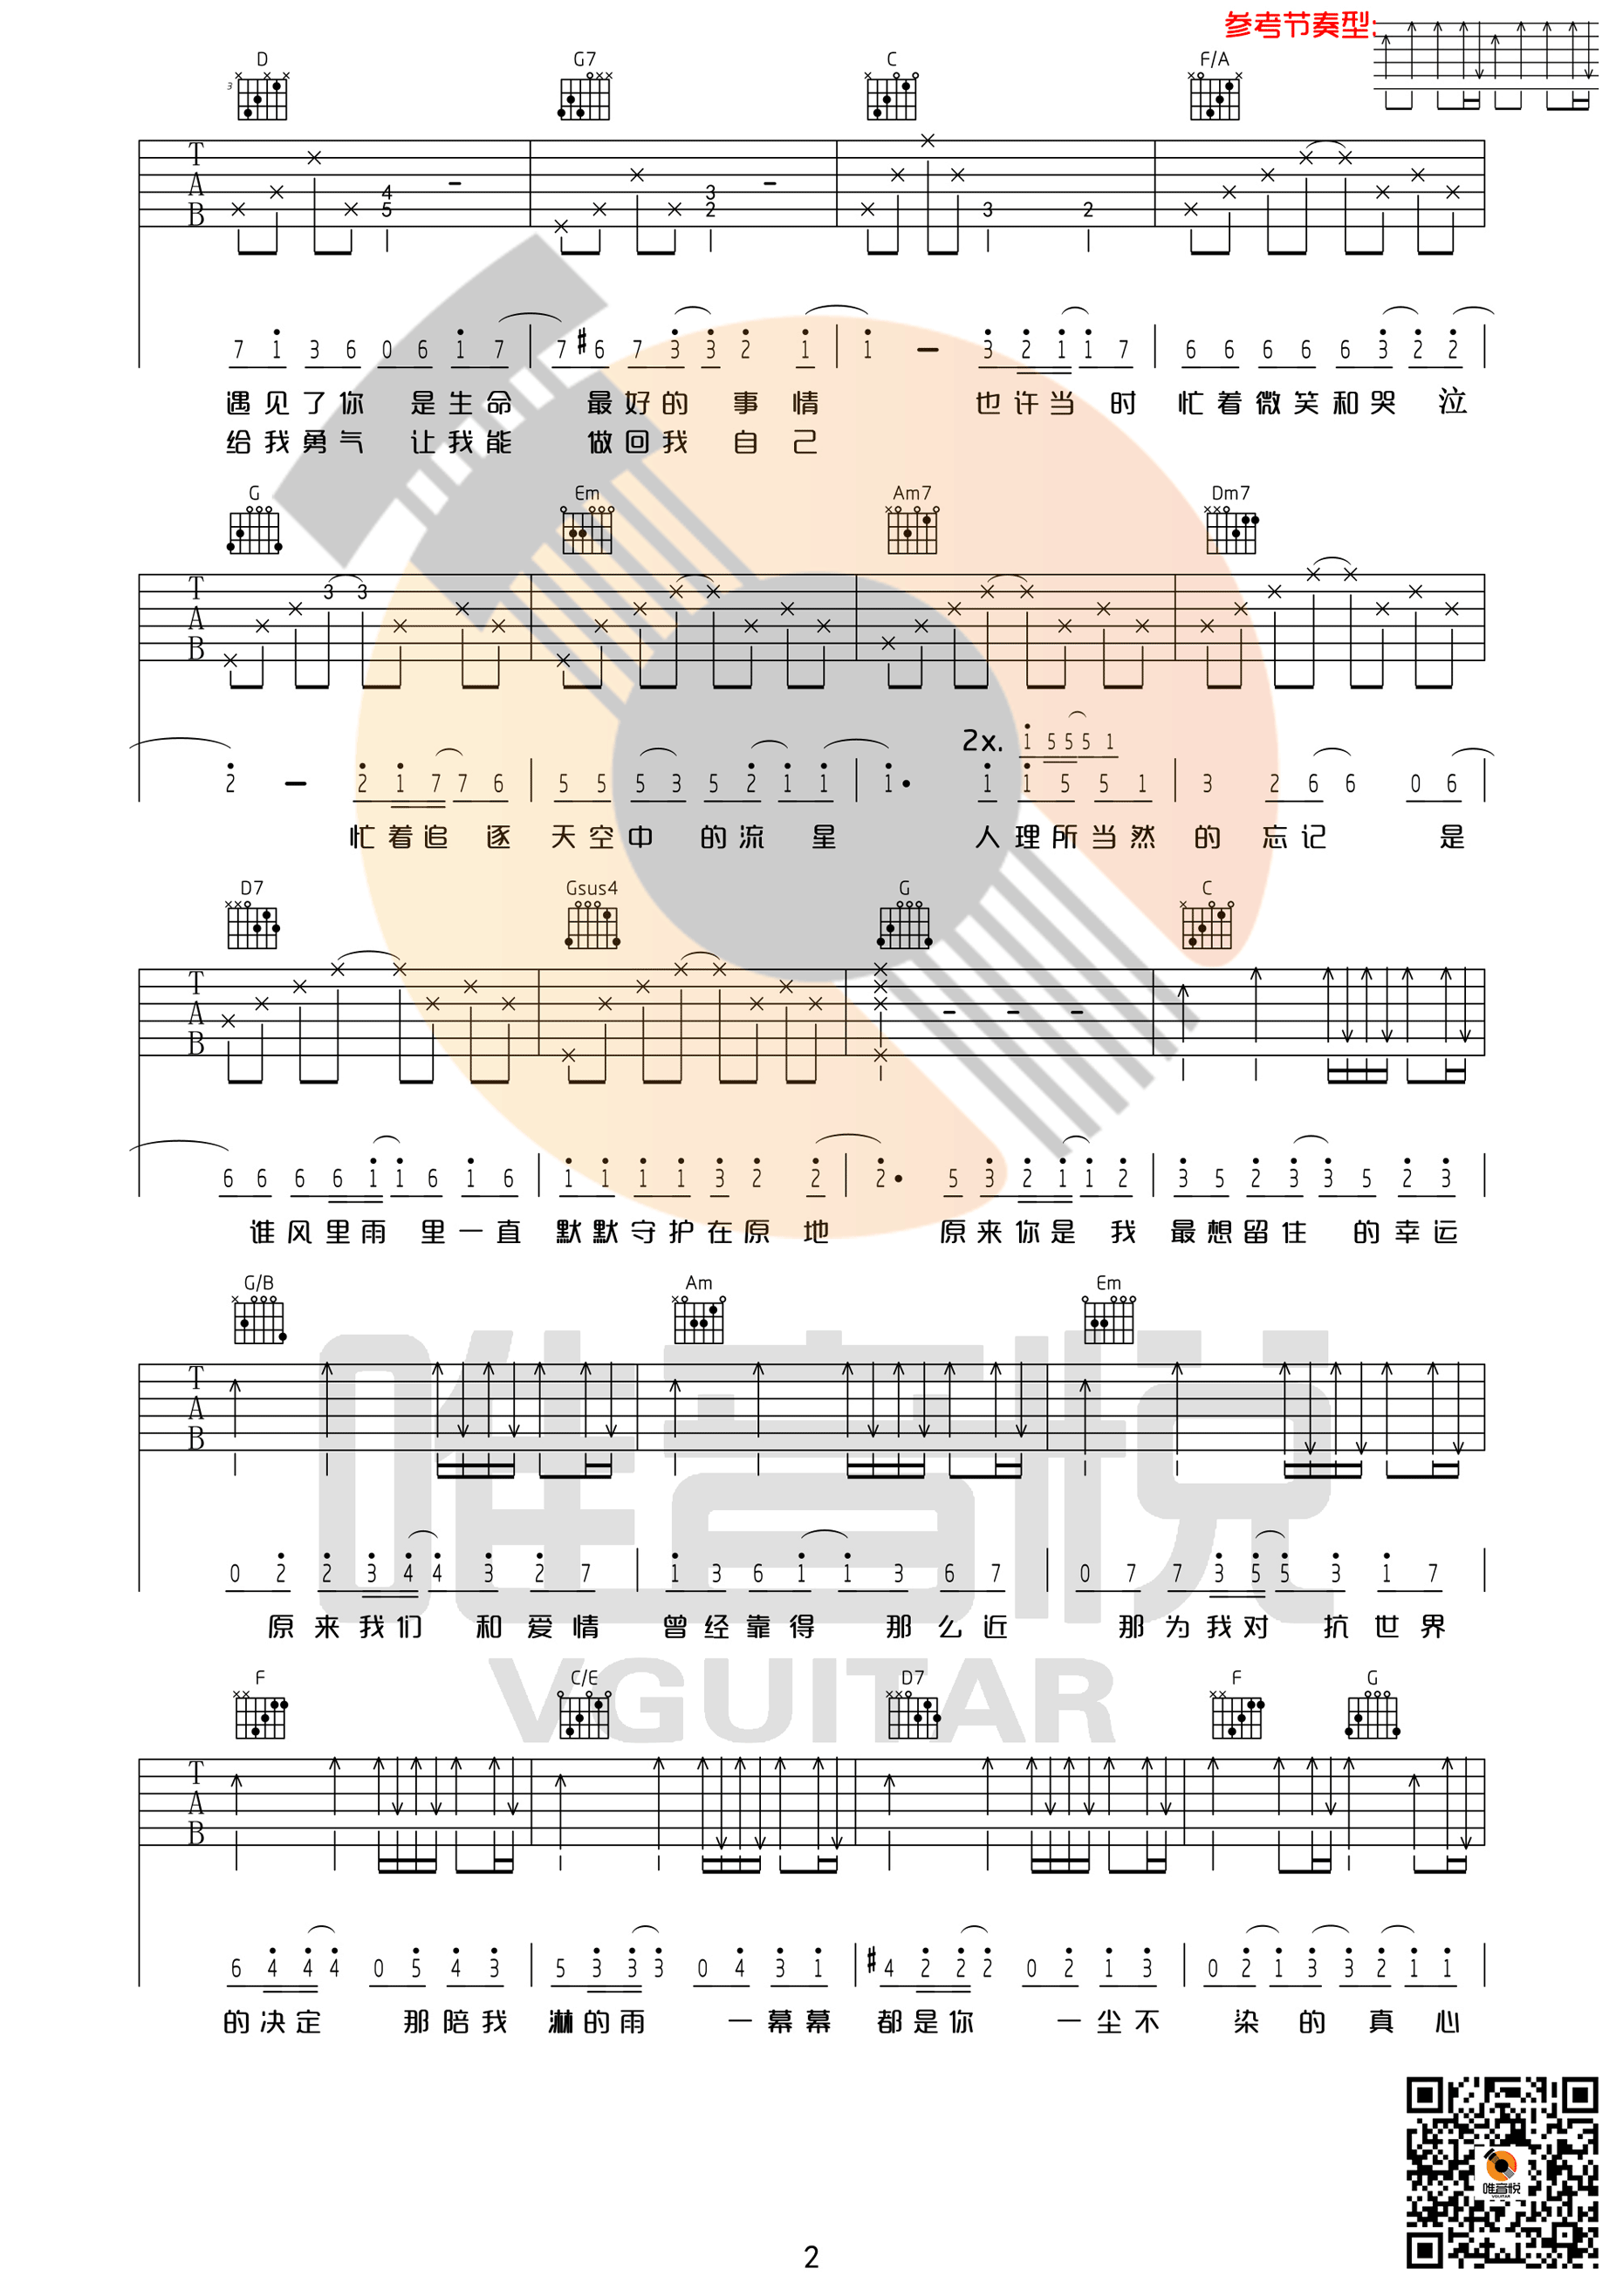 参考节奏型:
D G7 C F/A
3
T A B 4 5 3 2 3 2
7 1 3 6 0 6 1 7 7 #6 7 3 3 2 1 1 — 3 2 1 1 7 6 6 6 6 6 3 2 2
遇见了你 是生命 最好的 事 情 也许当 时 忙着微笑和哭 泣
给我勇气 让我能 做回我 自 己
G Em Am7 Dm7
T A B 3 3
2x. 1 5 5 5 1
2 — 2 1 7 7 6 5 5 5 3 5 2 1 1 1· 1 1 5 5 1 3 2 6 6 0 6
忙着追 逐 天空中 的流 星 人理所当然 的 忘记 是
D7 Gsus4 G C
T A B
6 6 6 6 1 1 6 1 6 1 1 1 1 3 2 2 2· 5 3 2 1 1 2 3 5 2 3 3 5 2 3
谁风里雨 里一直 默默守护在原 地 原来你是 我 最想留住 的幸运
G/B Am Em
T A B
0 2 2 3 4 4 3 2 7 1 3 6 1 1 3 6 7 0 7 7 3 5 5 3 1 7
原来我们 和爱情 曾经靠得 那么近 那为我对 抗世界
F C/E D7 F G
T A B
6 4 4 4 0 5 4 3 5 3 3 3 0 4 3 1 #4 2 2 2 0 2 1 3 0 2 1 3 3 2 1 1
的决定 那陪我 淋的雨 一幕幕 都是你 一尘不 染 的 真 心
唯音悦
VGUITAR
唯音悦
VGUITAR
2